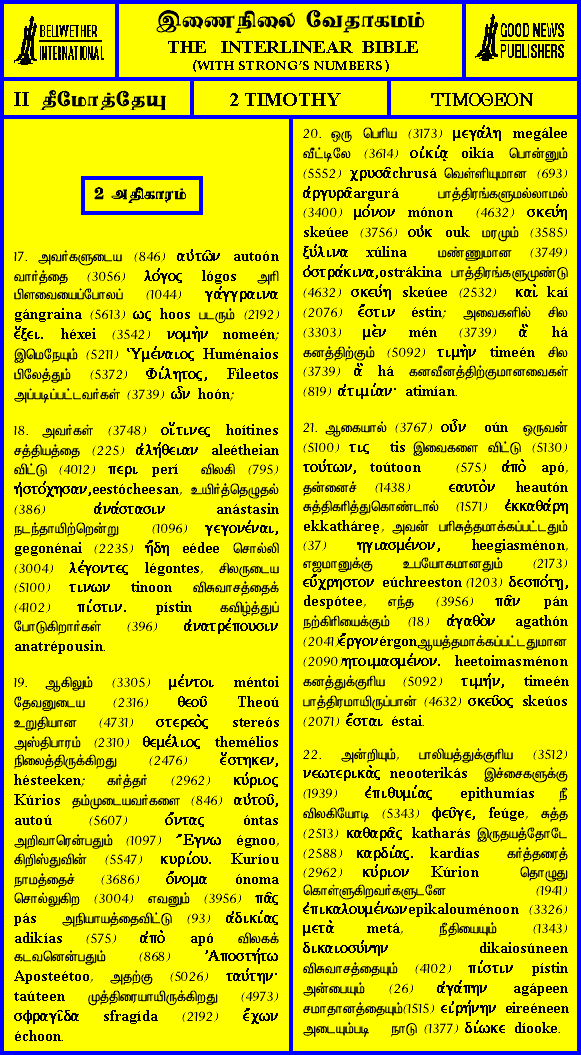 BELLWETHER
INTERNATIONAL
இணைநிலை வேதாகமம்
THE INTERLINEAR BIBLE
(WITH STRONG'S NUMBERS)
GOOD NEWS
PUBLISHERS
II தீமோத்தேயு
2 TIMOTHY
ΤΙΜΟΘΕΟΝ
2 அதிகாரம்
17. அவர்களுடைய (846) αὐτῶν autoón
வார்த்தை (3056) λόγος lógos அரி
பிளவையைப்போலப் (1044) γάγγραινα
gángraina (5613) ως hoos படரும் (2192)
ἕξει. héxei (3542) νομὴν nomeén;
இமெநேயும் (5211) Ὑμέναιος Huménaios
பிலேத்தும் (5372) Φίλητος, Fíleetos
அப்படிப்பட்டவர்கள் (3739) ὧν hoón;
18. அவர்கள் (3748) οἵτινες hoítines
சத்தியத்தை (225) ἀλήθειαν aleétheian
விட்டு (4012) περι perí விலகி (795)
ἠστόχησαν,eestócheesan, உயிர்த்தெழுதல்
(386) ἀνάστασιν anástasin
நடந்தாயிற்றென்று (1096) γεγονέναι,
gegonénai (2235) ἤδη eédee சொல்லி
(3004) λέγοντες légontes, சிலருடைய
(5100) τινων tinoon விசுவாசத்தைக்
(4102) πίστιν. pístin கவிழ்த்துப்
போடுகிறார்கள் (396) ἀνατρέπουσιν
anatrépousin.
19. ஆகிலும் (3305) μέντοι méntoi
தேவனுடைய (2316) θεοῦ Theoú
உறுதியான (4731) στερεὸς stereós
அஸ்திபாரம் (2310) θεμέλιος themélios
நிலைத்திருக்கிறது (2476) ἕστηκεν,
hésteeken; கர்த்தர் (2962) κύριος
Kúrios தம்முடையவர்களை (846) αὐτοῦ,
autoú (5607) ὄντας óntas
அறிவாரென்பதும் (1097) Ἔγνω égnoo,
கிறிஸ்துவின் (5547) κυρίου. Kuríou
நாமத்தைச் (3686) ὄνομα ónoma
சொல்லுகிற (3004) எவனும் (3956) πᾶς
pás அநியாயத்தைவிட்டு (93) ἀδικίας
adikías (575) ἀπὸ apó விலகக்
கடவனென்பதும் (868) Ἀποστήτω
Aposteétoo, அதற்கு (5026) ταύτην·
taúteen முத்திரையாயிருக்கிறது (4973)
σφραγῖδα sfragída (2192) ἔχων
échoon.
20. ஒரு பெரிய (3173) μεγάλη megálee
வீட்டிலே (3614) οἰκίᾳ oikía பொன்னும்
(5552) χρυσᾶchrusá வெள்ளியுமான (693)
ἀργυρᾶargurá பாத்திரங்களுமல்லாமல்
(3400) μόνον mónon (4632) σκεύη
skeúee (3756) οὐκ ouk மரமும் (3585)
ξύλινα xúlina மண்ணுமான (3749)
ὀστράκινα,ostrákina பாத்திரங்களுமுண்டு
(4632) σκεύη skeúee (2532) καὶ kaí
(2076) ἔστιν éstin; அவைகளில் சில
(3303) μὲν mén (3739) ἃ há
கனத்திற்கும் (5092) τιμὴν timeén சில
(3739) ἃ há கனவீனத்திற்குமானவைகள்
(819) ἀτιμίαν· atimían.
21. ஆகையால் (3767) οὖν oún ஒருவன்
(5100) τις tis இவைகளை விட்டு (5130)
τούτων, toútoon (575) ἀπὸ apó,
தன்னைச் (1438) ἑαυτὸν heautón
சுத்திகரித்துகொண்டால் (1571) ἐκκαθάρῃ
ekkatháreẹ, அவன் பரிசுத்தமாக்கப்பட்டதும்
(37) ηγιασμένον, heegiasménon,
எஜமானுக்கு உபயோகமானதும் (2173)
εὔχρηστον eúchreeston (1203) δεσπότῃ,
despótee, எந்த (3956) πᾶν pán
நற்கிரியைக்கும் (18) ἀγαθὸν agathón
(2041)ἔργονérgonஆயத்தமாக்கப்பட்டதுமான
(2090)ητοιμασμένον. heetoimasménon
கனத்துக்குரிய (5092) τιμήν, timeén
பாத்திரமாயிருப்பான் (4632) σκεῦος skeúos
(2071) ἔσται éstai.
22. அன்றியும், பாலியத்துக்குரிய (3512)
νεωτερικὰς neooterikás இச்சைகளுக்கு
(1939) ἐπιθυμίας epithumías நீ
விலகியோடி (5343) φεῦγε, feúge, சுத்த
(2513) καθαρᾶς katharás இருதயத்தோடே
(2588) καρδίας. kardías கர்த்தரைத்
(2962) κύριον Kúrion தொழுது
கொள்ளுகிறவர்களுடனே (1941)
ἐπικαλουμένωνepikalouménoon (3326)
μετὰ metá, நீதியையும் (1343)
δικαιοσύνην dikaiosúneen
விசுவாசத்தையும் (4102) πίστιν pístin
அன்பையும் (26) ἀγάπην agápeen
சமாதானத்தையும்(1515) εἰρήνην eireéneen
அடையும்படி நாடு (1377) δίωκε díooke.